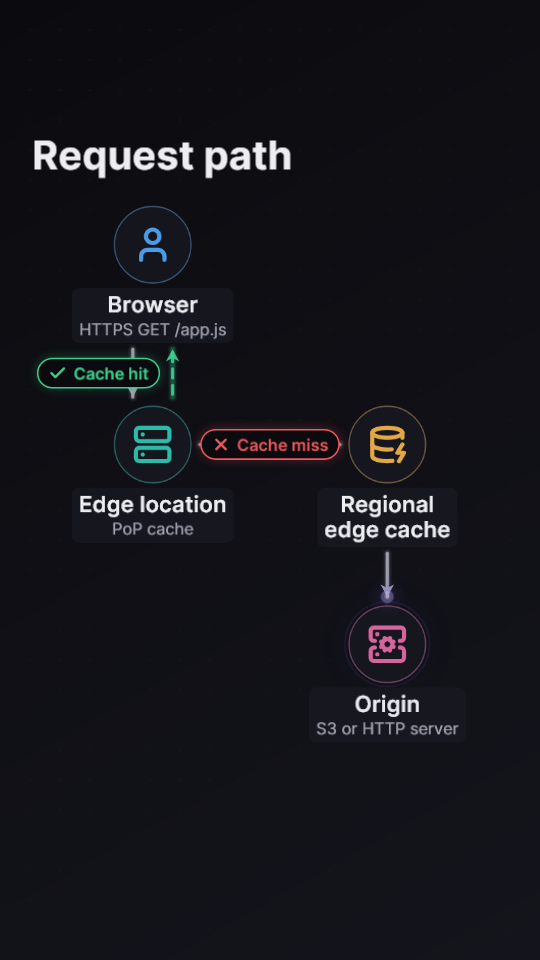 Request path
Browser
HTTPS GET /app.js
Cache hit
Cache miss
Edge location
PoP cache
Regional
edge cache
Origin
S3 or HTTP server